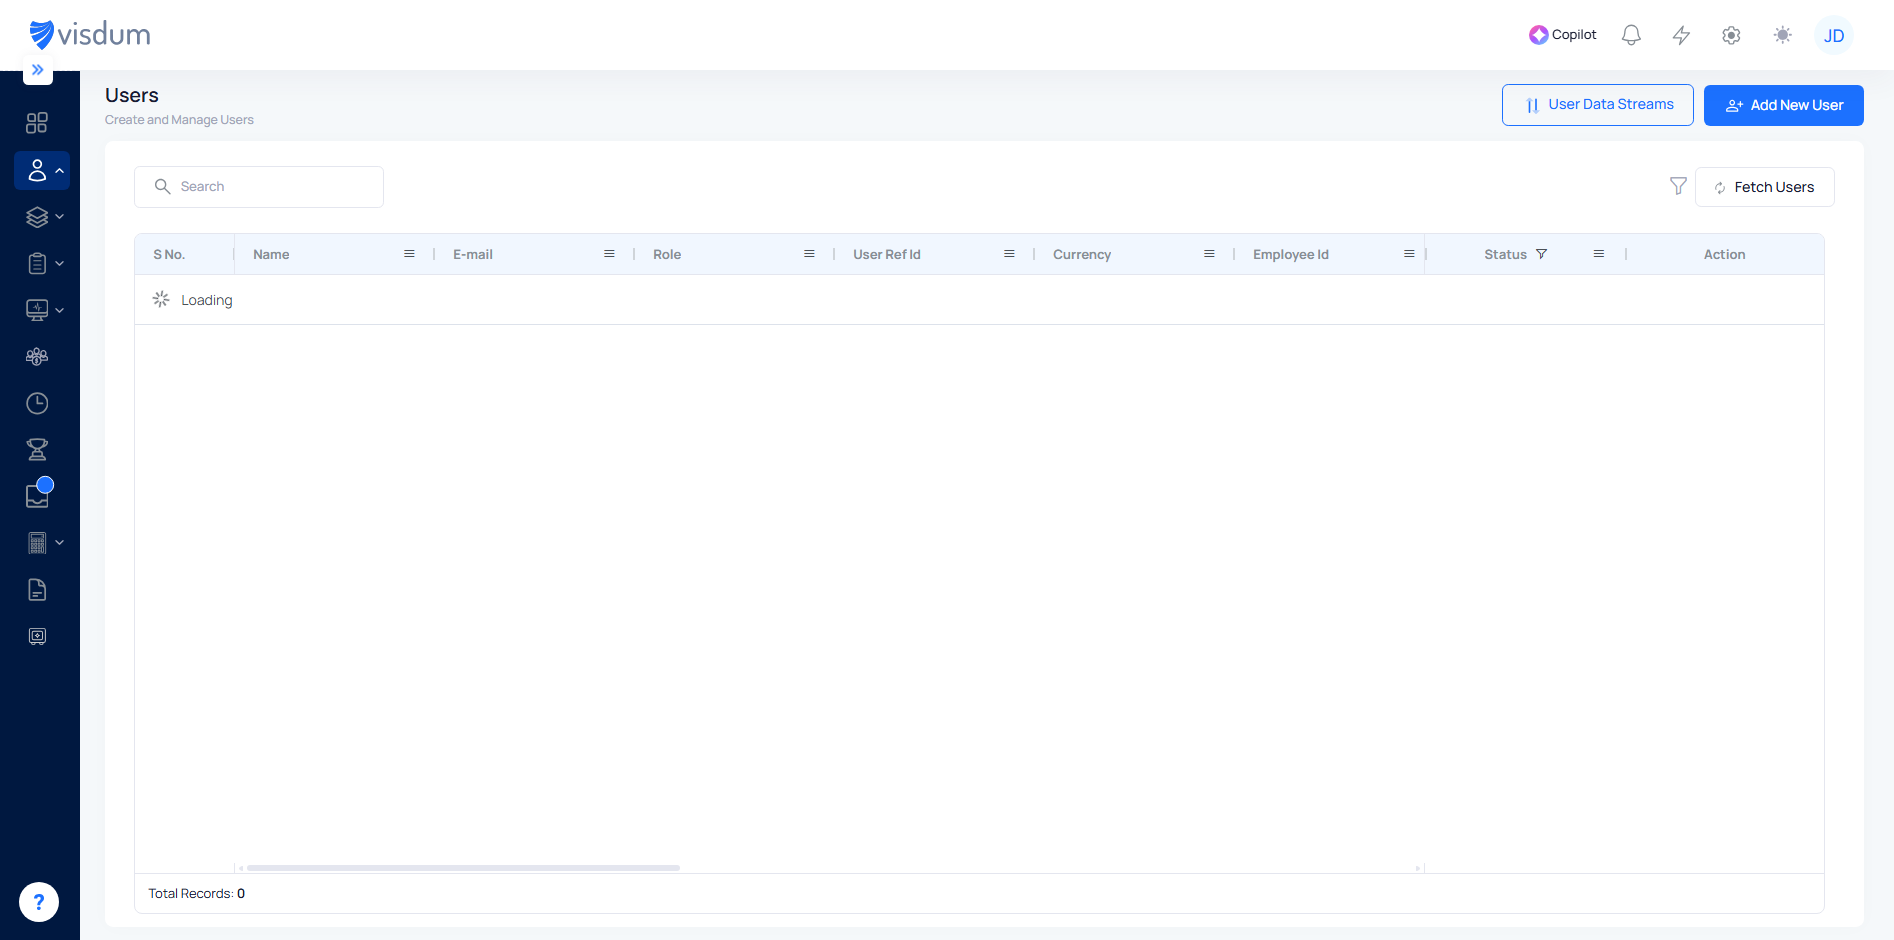 visdum
Copilot
JD
Users
Create and Manage Users
User Data Streams
Add New User
Search
Fetch Users
S No. Name E-mail Role User Ref Id Currency Employee Id Status Action
Loading
Total Records: 0
?